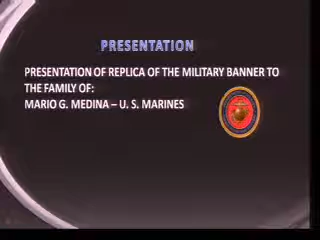 PRESENTATION
PRESENTATION OF REPLICA OF THE MILITARY BANNER TO
THE FAMILY OF:
MARIO G. MEDINA – U. S. MARINES